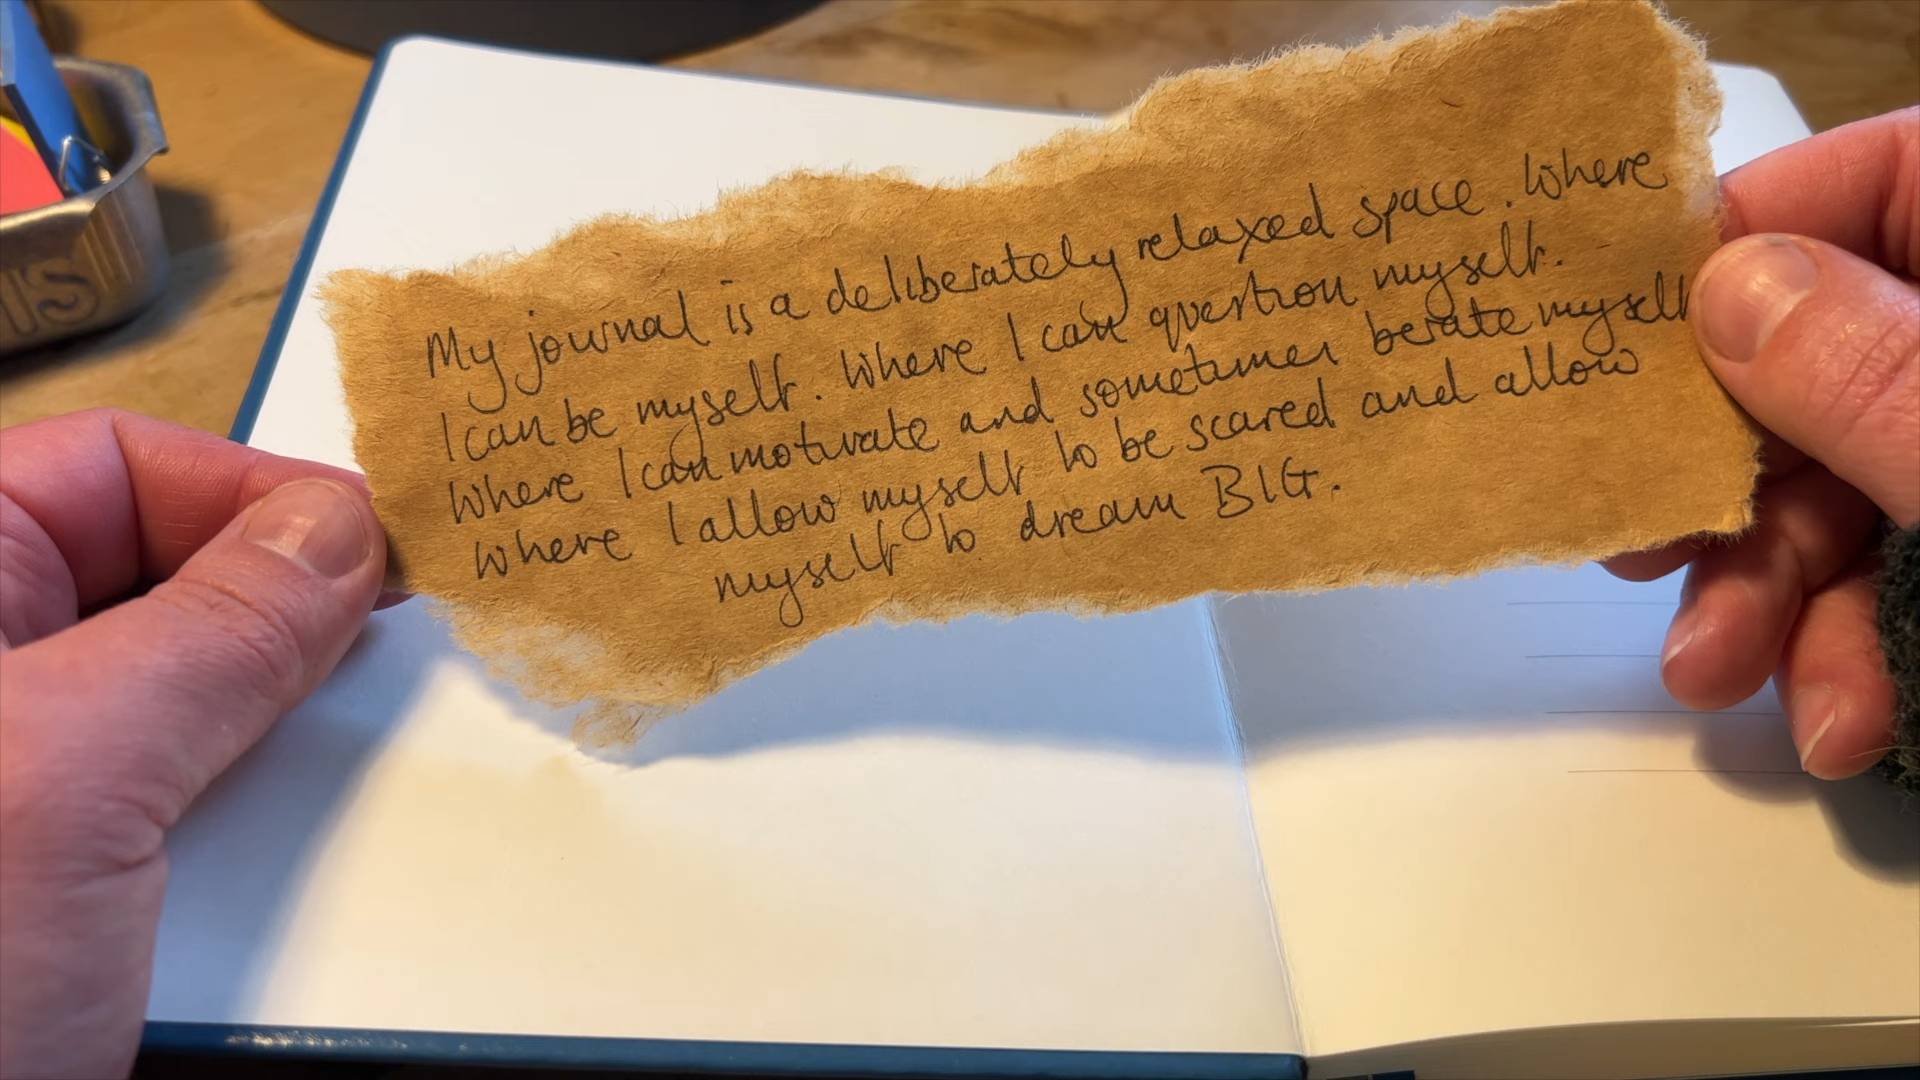 My journal is a deliberately relaxed space. Where
I can be myself. Where I can question myself.
Where I can motivate and sometimes berate myself
Where I allow myself to be scared and allow
myself to dream BIG.